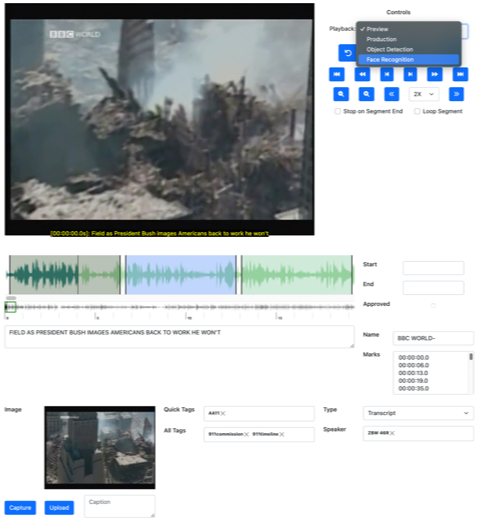 Controls
Playback:
✓ Preview
Production
Object Detection
Face Recognition
BBC WORLD
2X
Stop on Segment End
Loop Segment
[00:00:00.0s]: Field as President Bush images Americans back to work he won't
Start
End
Approved
FIELD AS PRESIDENT BUSH IMAGES AMERICANS BACK TO WORK HE WON'T
Name
BBC WORLD-
Marks
00:00:00.0
00:00:06.0
00:00:13.0
00:00:19.0
00:00:35.0
Image
BBC WORLD
Quick Tags
AA11 ×
All Tags
911commission × 911timeline ×
Type
Transcript
Speaker
2BW 468 ×
Capture
Upload
Caption